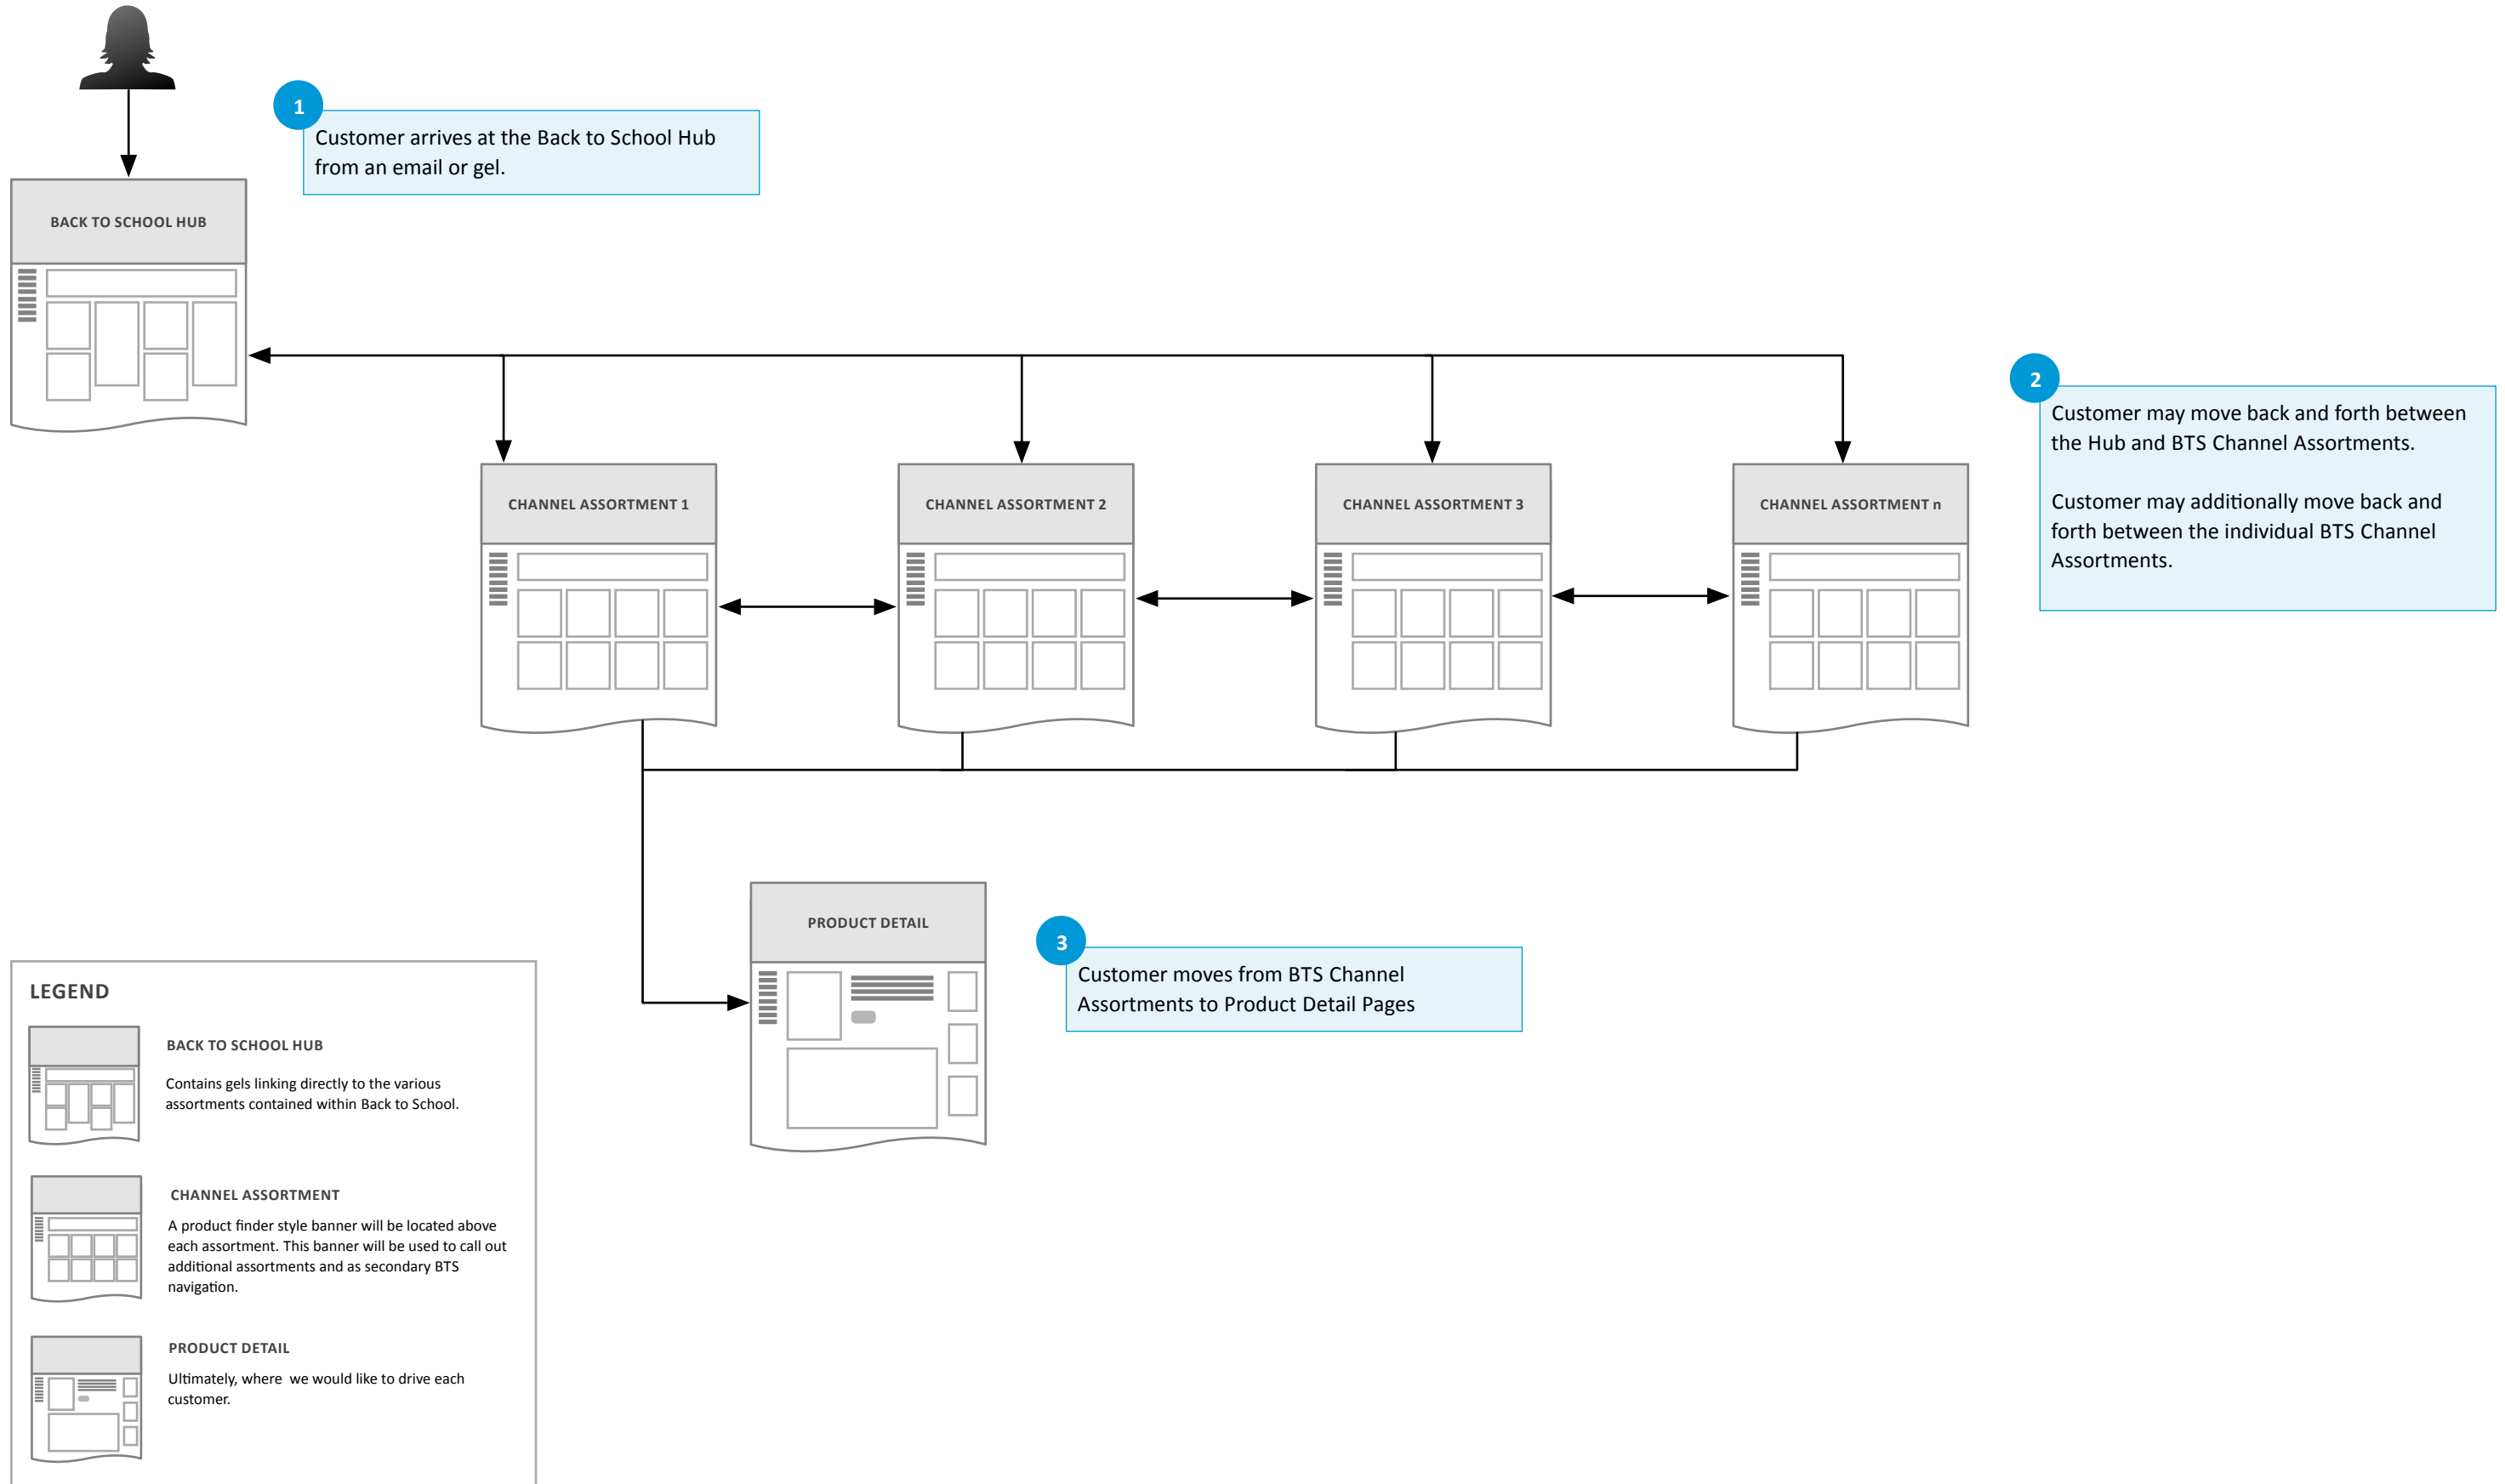 1
Customer arrives at the Back to School Hub
from an email or gel.
BACK TO SCHOOL HUB
2
Customer may move back and forth between
the Hub and BTS Channel Assortments.
Customer may additionally move back and
forth between the individual BTS Channel
Assortments.
CHANNEL ASSORTMENT 1
CHANNEL ASSORTMENT 2
CHANNEL ASSORTMENT 3
CHANNEL ASSORTMENT n
PRODUCT DETAIL
3
Customer moves from BTS Channel
Assortments to Product Detail Pages
LEGEND
BACK TO SCHOOL HUB
Contains gels linking directly to the various
assortments contained within Back to School.
CHANNEL ASSORTMENT
A product finder style banner will be located above
each assortment. This banner will be used to call out
additional assortments and as secondary BTS
navigation.
PRODUCT DETAIL
Ultimately, where we would like to drive each
customer.